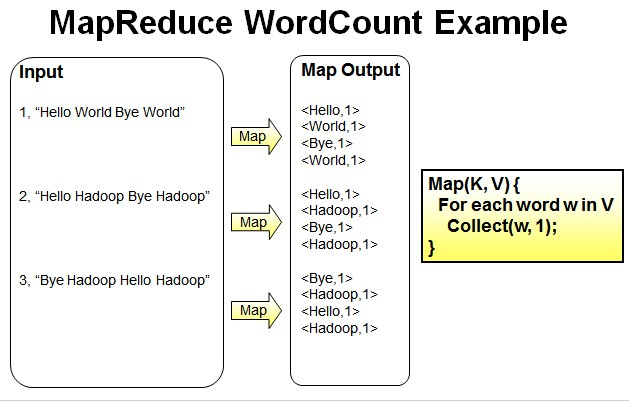 MapReduce WordCount Example
Input
1, “Hello World Bye World”
2, “Hello Hadoop Bye Hadoop”
3, “Bye Hadoop Hello Hadoop”
Map
Map
Map
Map Output
<Hello,1>
<World,1>
<Bye,1>
<World,1>
<Hello,1>
<Hadoop,1>
<Bye,1>
<Hadoop,1>
<Bye,1>
<Hadoop,1>
<Hello,1>
<Hadoop,1>
Map(K, V) {
For each word w in V
Collect(w, 1);
}